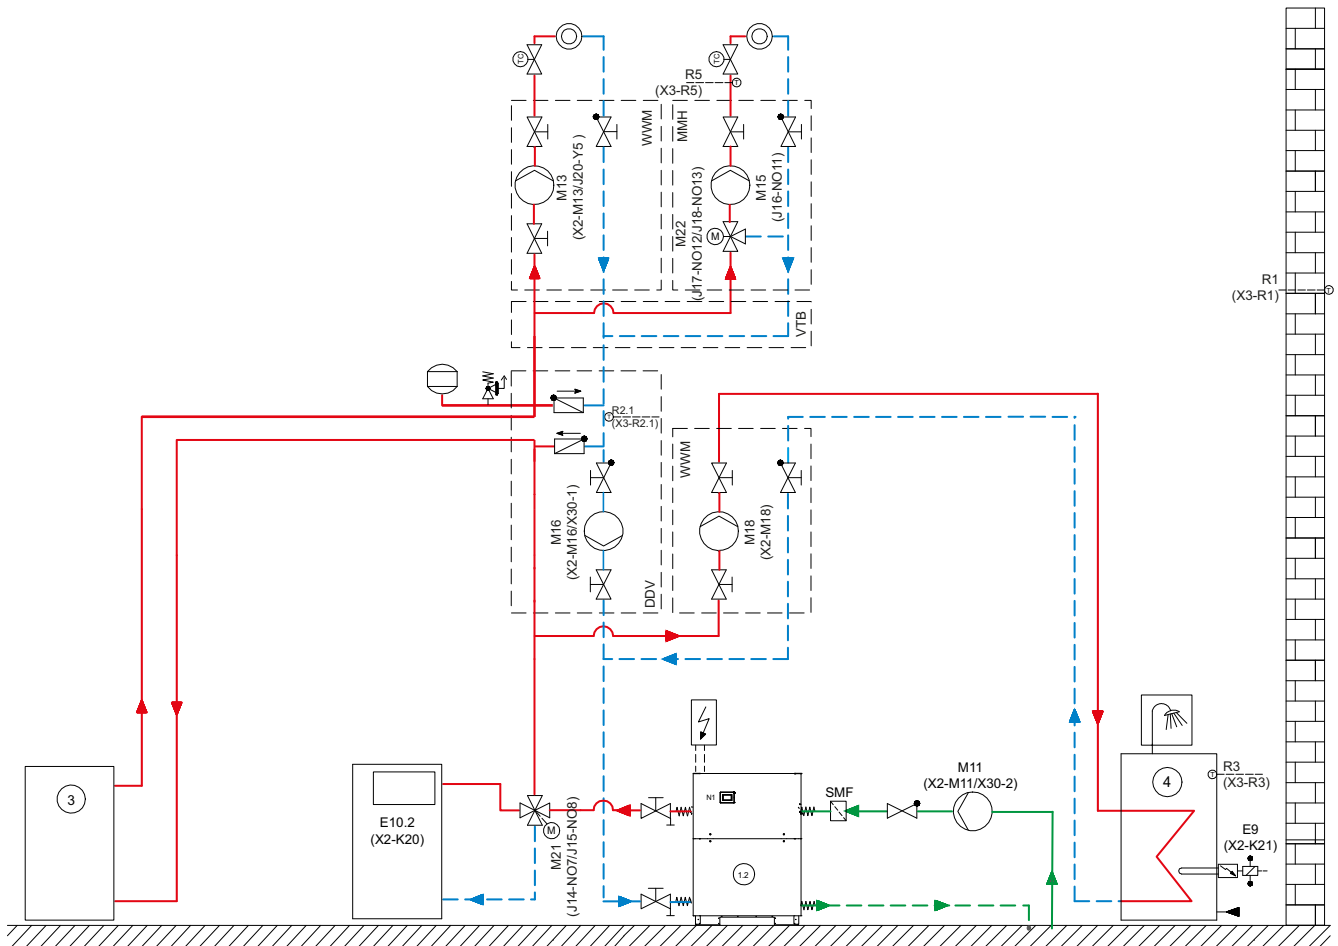 TC
TC
R5
(X3-R5)
T
WWM
MMH
M13
(X2-M13/J20-Y5 )
M15
(J16-NO11)
M22
(J17-NO12/J18-NO13)
M
R1
(X3-R1)
T
VTB
T
R2.1
(X3-R2.1)
WWM
M16
(X2-M16/X30-1)
M18
(X2-M18)
DDV
3
E10.2
(X2-K20)
M
M21
(J14-NO7/J15-NO8)
N1
1.2
SMF
M11
(X2-M11/X30-2)
4
T
R3
(X3-R3)
E9
(X2-K21)